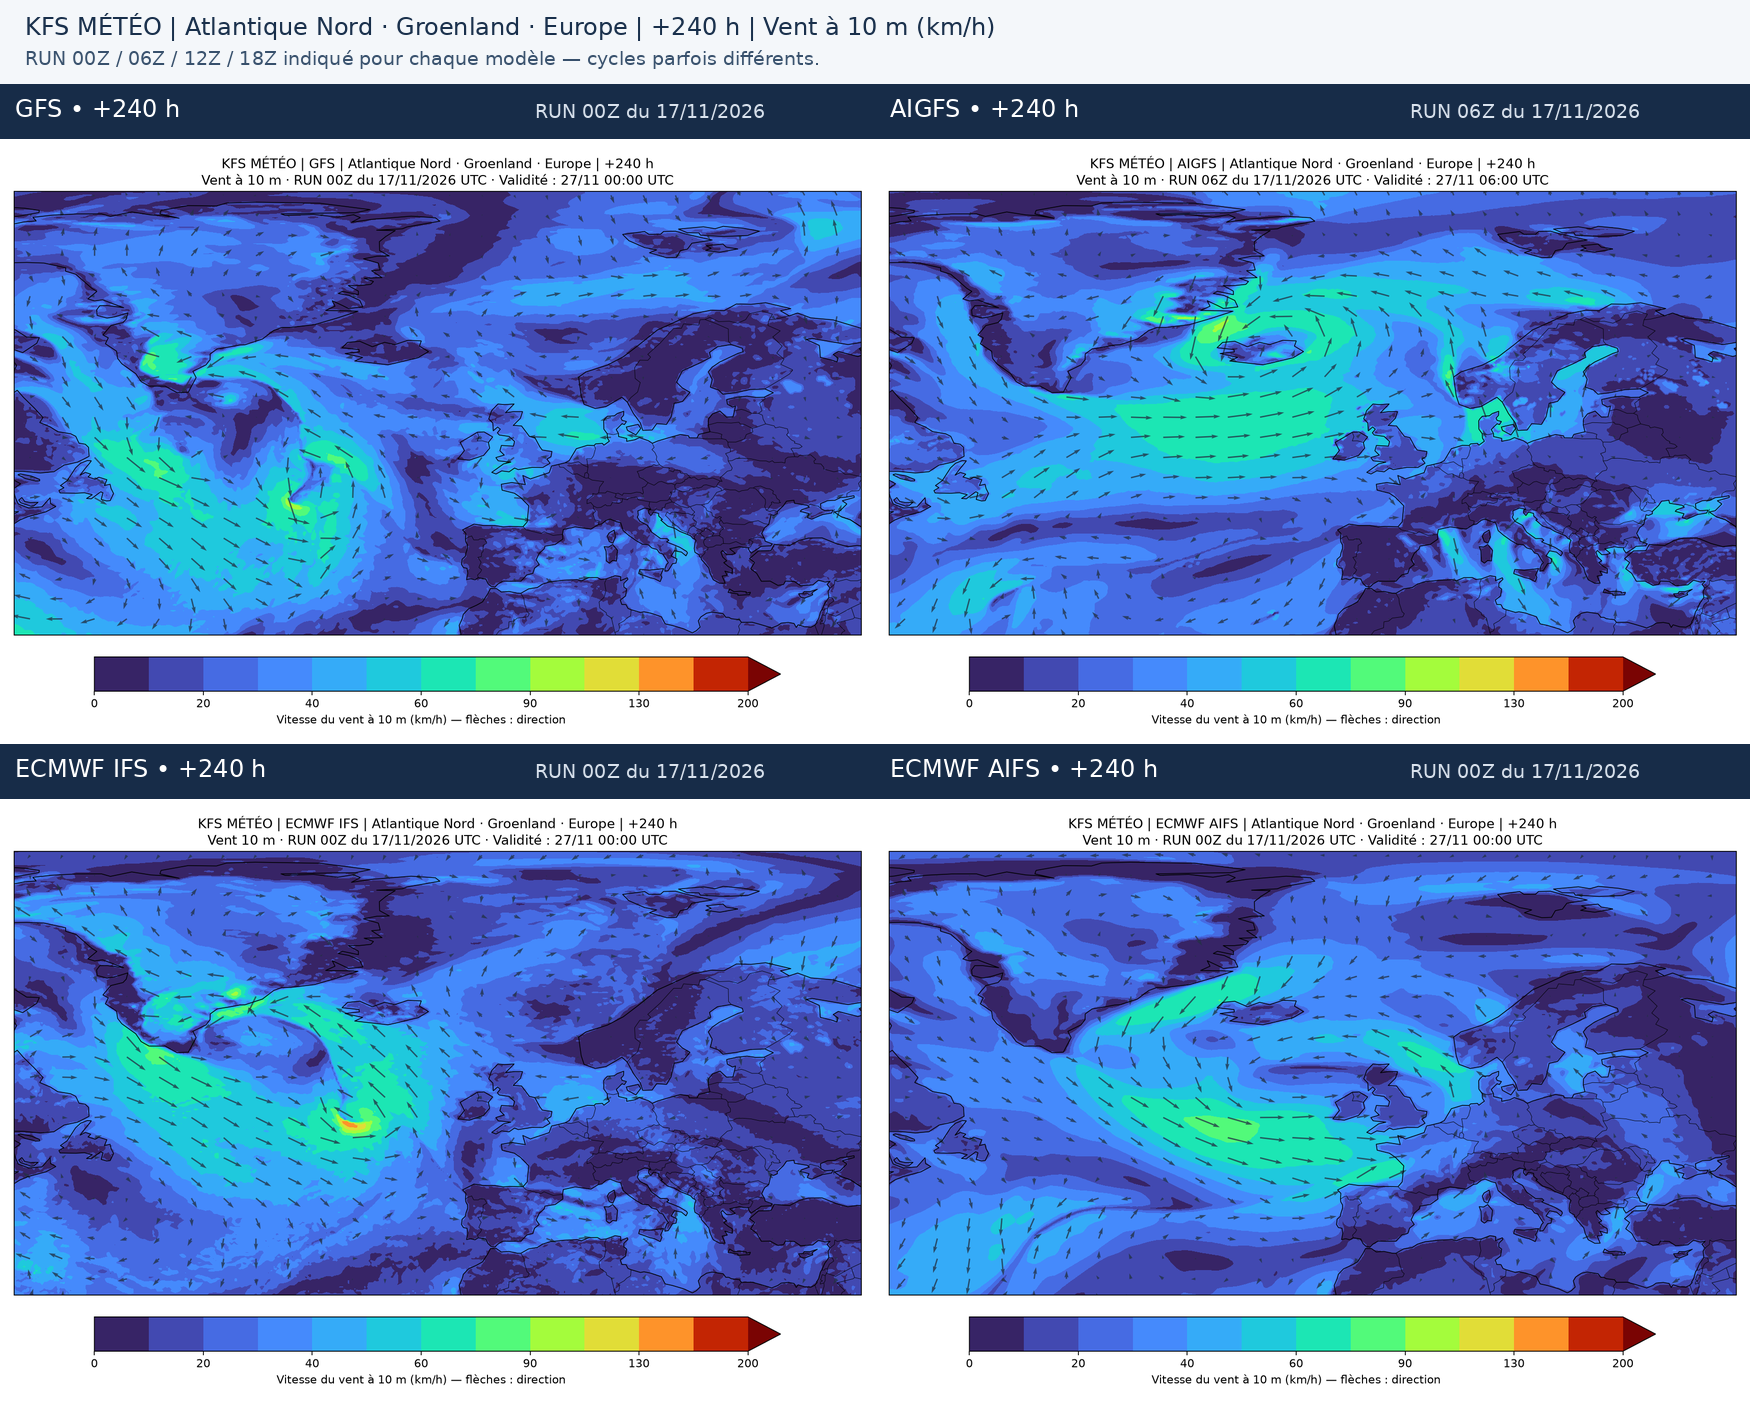 KFS MÉTÉO | Atlantique Nord · Groenland · Europe | +240 h | Vent à 10 m (km/h)
RUN 00Z / 06Z / 12Z / 18Z indiqué pour chaque modèle — cycles parfois différents.
GFS • +240 h
RUN 00Z du 17/11/2026
KFS MÉTÉO | GFS | Atlantique Nord · Groenland · Europe | +240 h
Vent à 10 m · RUN 00Z du 17/11/2026 UTC · Validité : 27/11 00:00 UTC
0 20 40 60 90 130 200
Vitesse du vent à 10 m (km/h) — flèches : direction
AIGFS • +240 h
RUN 06Z du 17/11/2026
KFS MÉTÉO | AIGFS | Atlantique Nord · Groenland · Europe | +240 h
Vent à 10 m · RUN 06Z du 17/11/2026 UTC · Validité : 27/11 06:00 UTC
0 20 40 60 90 130 200
Vitesse du vent à 10 m (km/h) — flèches : direction
ECMWF IFS • +240 h
RUN 00Z du 17/11/2026
KFS MÉTÉO | ECMWF IFS | Atlantique Nord · Groenland · Europe | +240 h
Vent 10 m · RUN 00Z du 17/11/2026 UTC · Validité : 27/11 00:00 UTC
0 20 40 60 90 130 200
Vitesse du vent à 10 m (km/h) — flèches : direction
ECMWF AIFS • +240 h
RUN 00Z du 17/11/2026
KFS MÉTÉO | ECMWF AIFS | Atlantique Nord · Groenland · Europe | +240 h
Vent 10 m · RUN 00Z du 17/11/2026 UTC · Validité : 27/11 00:00 UTC
0 20 40 60 90 130 200
Vitesse du vent à 10 m (km/h) — flèches : direction